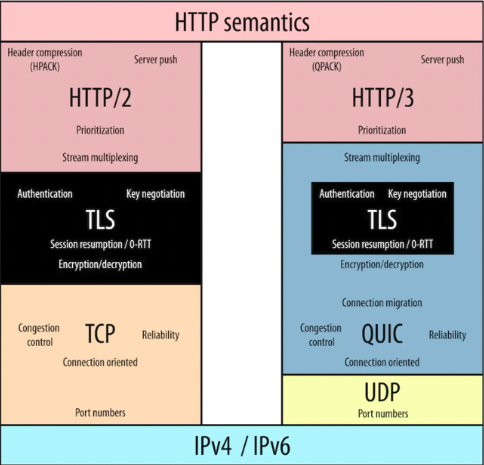 HTTP semantics
Header compression
(HPACK)
Server push
HTTP/2
Prioritization
Stream multiplexing
Authentication
Key negotiation
TLS
Session resumption / 0-RTT
Encryption/decryption
Congestion
control
TCP
Reliability
Connection oriented
Port numbers
Header compression
(QPACK)
Server push
HTTP/3
Prioritization
Stream multiplexing
Authentication
Key negotiation
TLS
Session resumption / 0-RTT
Encryption/decryption
Connection migration
Congestion
control
QUIC
Reliability
Connection oriented
UDP
Port numbers
IPv4 / IPv6